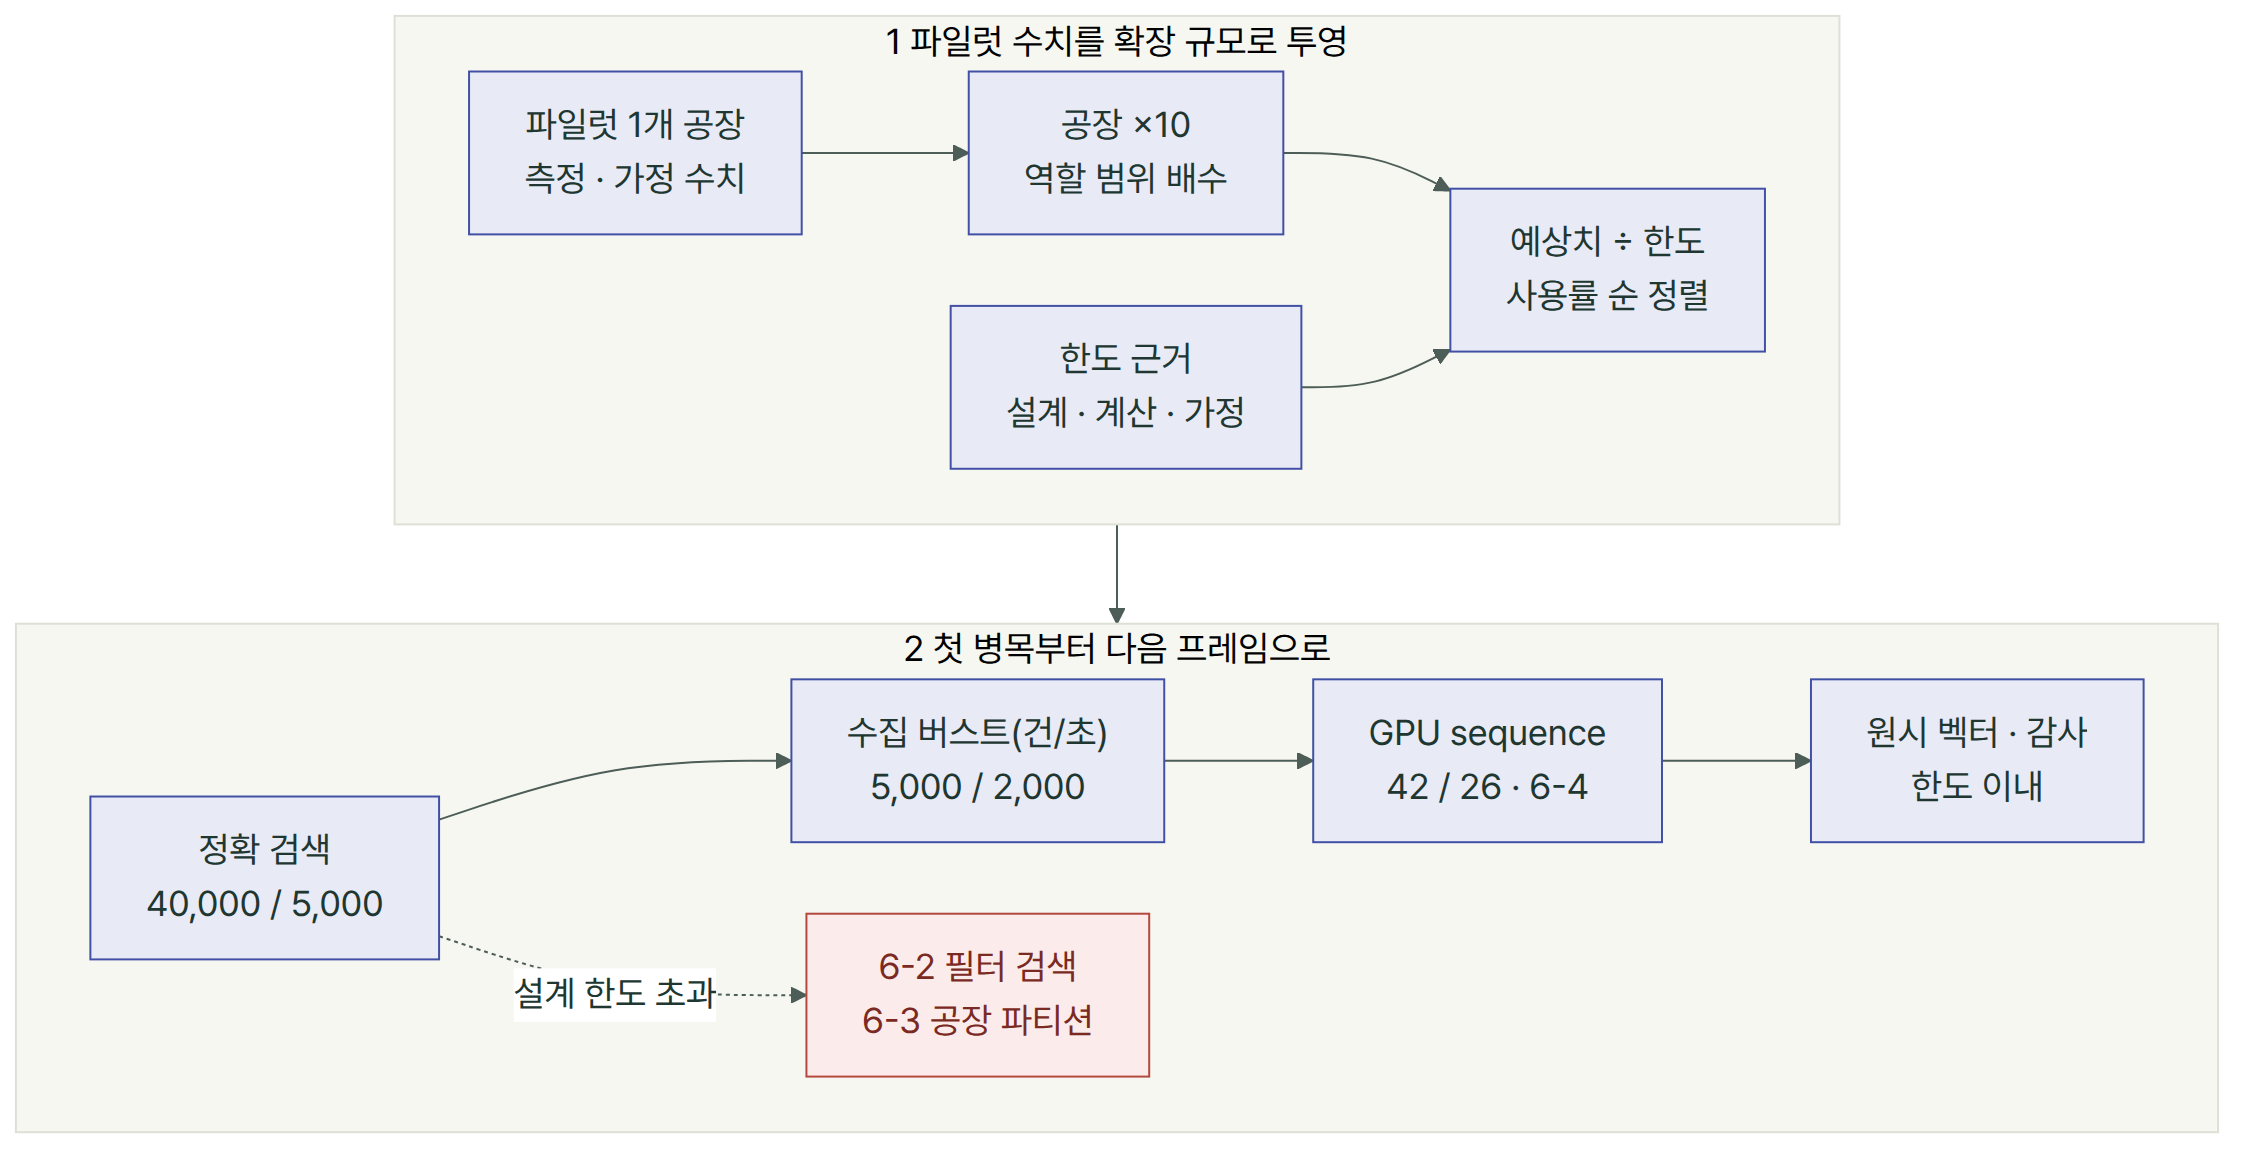 1 파일럿 수치를 확장 규모로 투영
파일럿 1개 공장
측정 · 가정 수치
공장 ×10
역할 범위 배수
한도 근거
설계 · 계산 · 가정
예상치 ÷ 한도
사용률 순 정렬
2 첫 병목부터 다음 프레임으로
정확 검색
40,000 / 5,000
설계 한도 초과
수집 버스트(건/초)
5,000 / 2,000
6-2 필터 검색
6-3 공장 파티션
GPU sequence
42 / 26 · 6-4
원시 벡터 · 감사
한도 이내